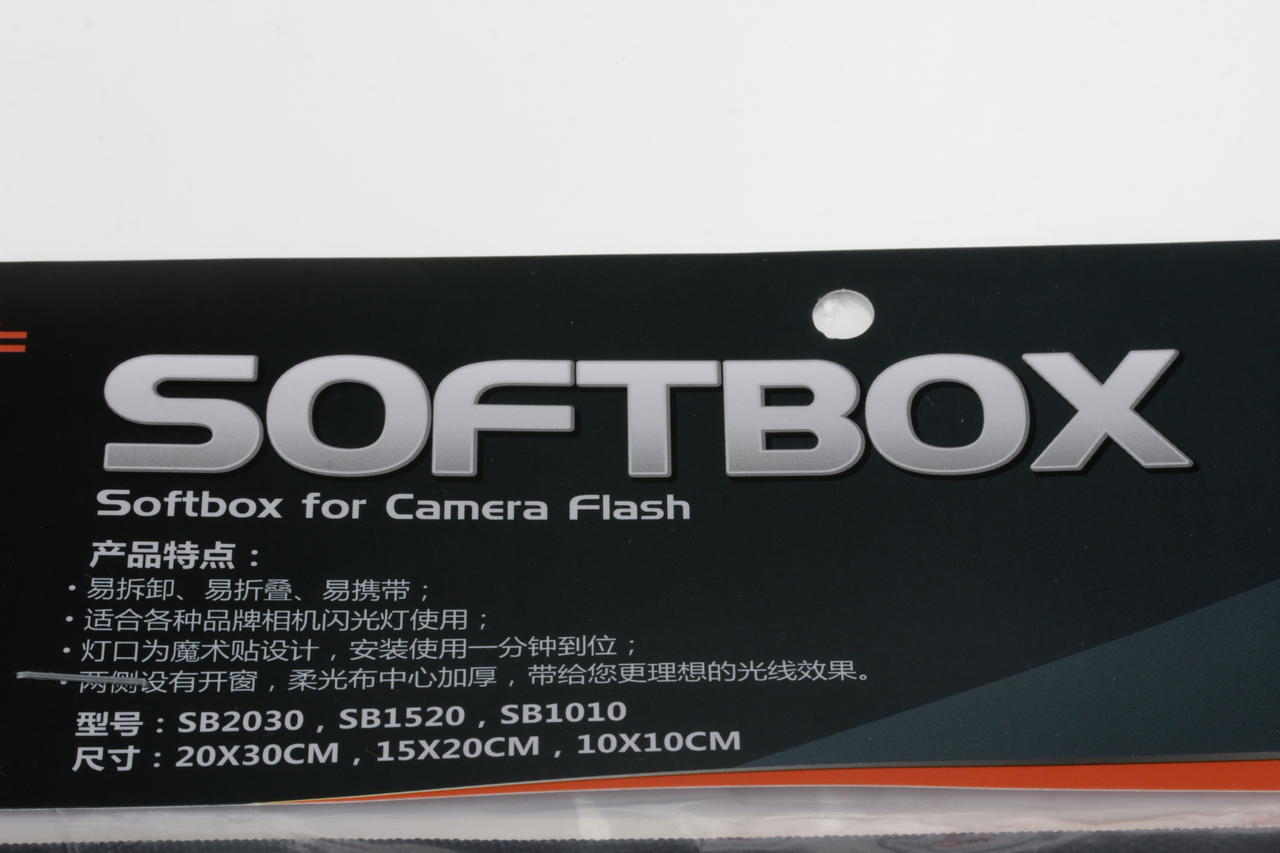 SOFTBOX
Softbox for Camera Flash
产品特点：
·易拆卸、易折叠、易携带；
·适合各种品牌相机闪光灯使用；
·灯口为魔术贴设计，安装使用一分钟到位；
·两侧设有开窗，柔光布中心加厚，带给您更理想的光线效果。
型号：SB2030，SB1520，SB1010
尺寸：20X30CM，15X20CM，10X10CM